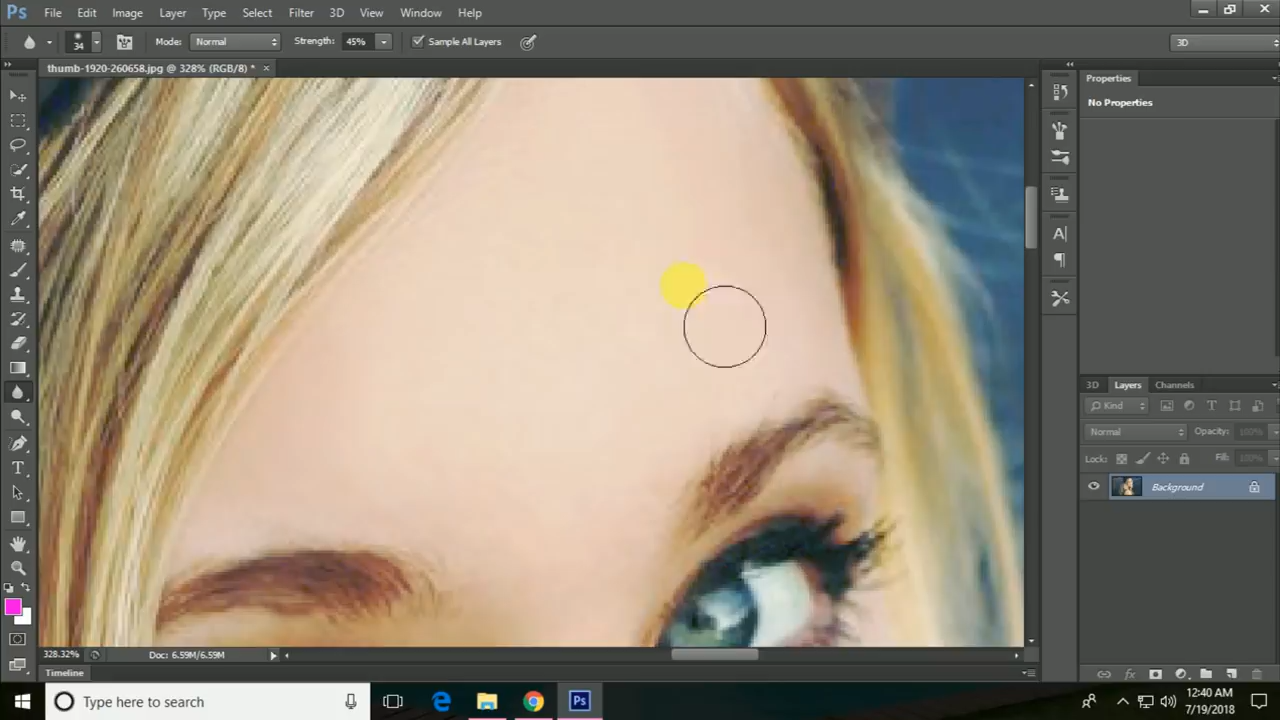 Ps File Edit Image Layer Type Select Filter 3D View Window Help
34 Mode: Normal Strength: 45% Sample All Layers 3D
thumb-1920-260658.jpg @ 328% (RGB/8) * ×
Properties
No Properties
3D Layers Channels
Kind
Normal Opacity: 100%
Lock: Fill: 100%
Background
328.32% Doc: 6.59M/6.59M
Timeline
Type here to search
Ps
12:40 AM
7/19/2018